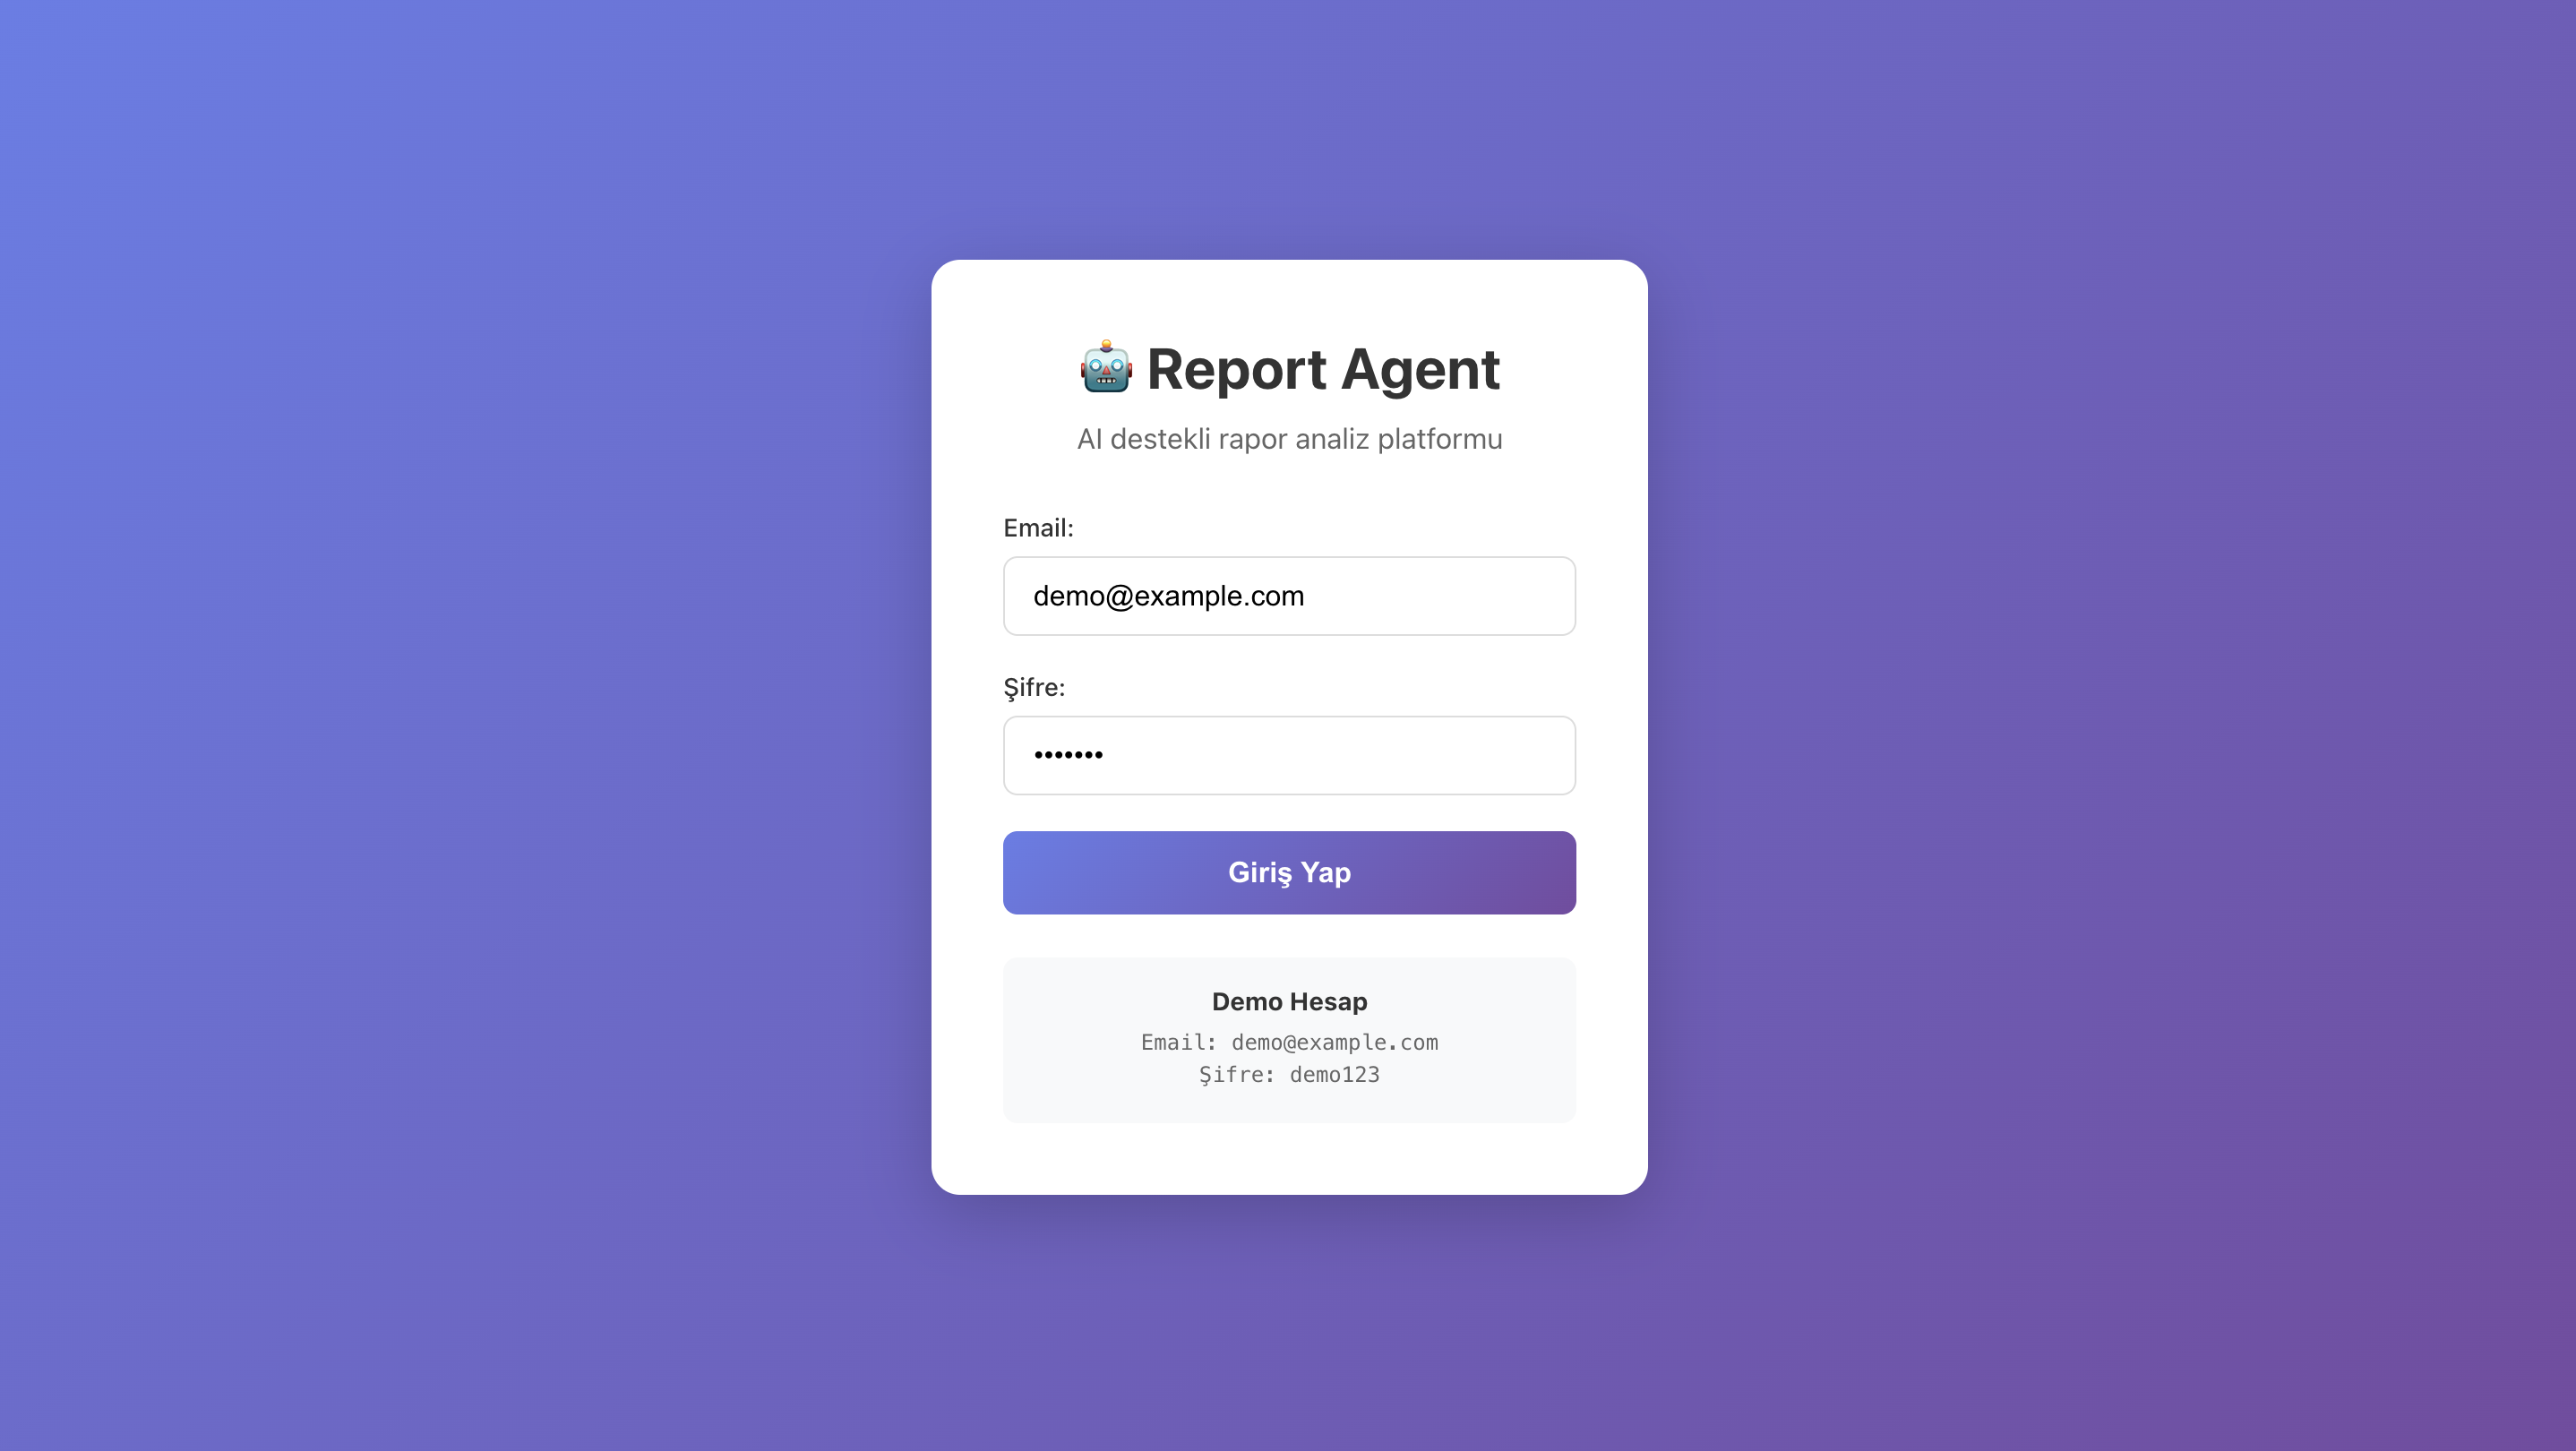 🤖 Report Agent
AI destekli rapor analiz platformu
Email:
demo@example.com
Şifre:
•••••••
Giriş Yap
Demo Hesap
Email: demo@example.com
Şifre: demo123